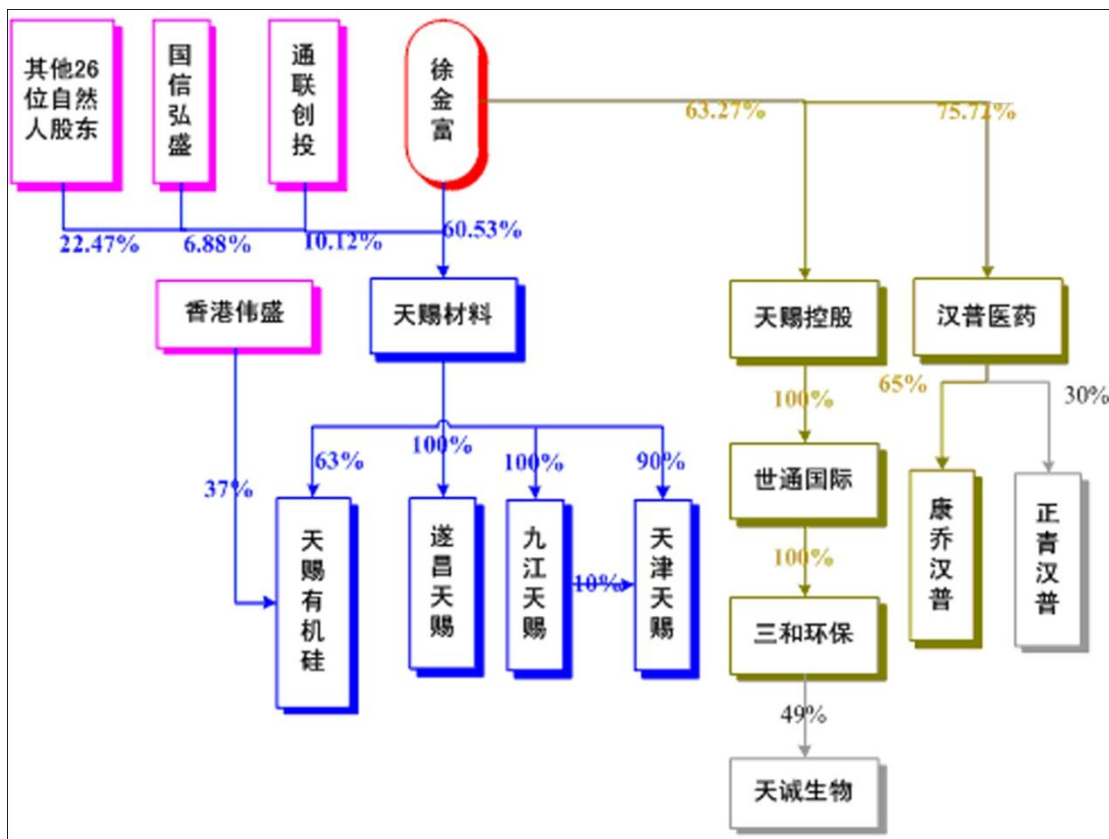 其他26
位自然
人股东
国信弘盛
通联创投
徐金富
63.27%
75.72%
22.47%
6.88%
10.12%
60.53%
香港伟盛
天赐材料
天赐控股
汉普医药
65%
30%
100%
63%
100%
100%
90%
37%
世通国际
康乔汉普
正青汉普
天赐有机硅
遂昌天赐
九江天赐
10%
天津天赐
100%
三和环保
49%
天诚生物